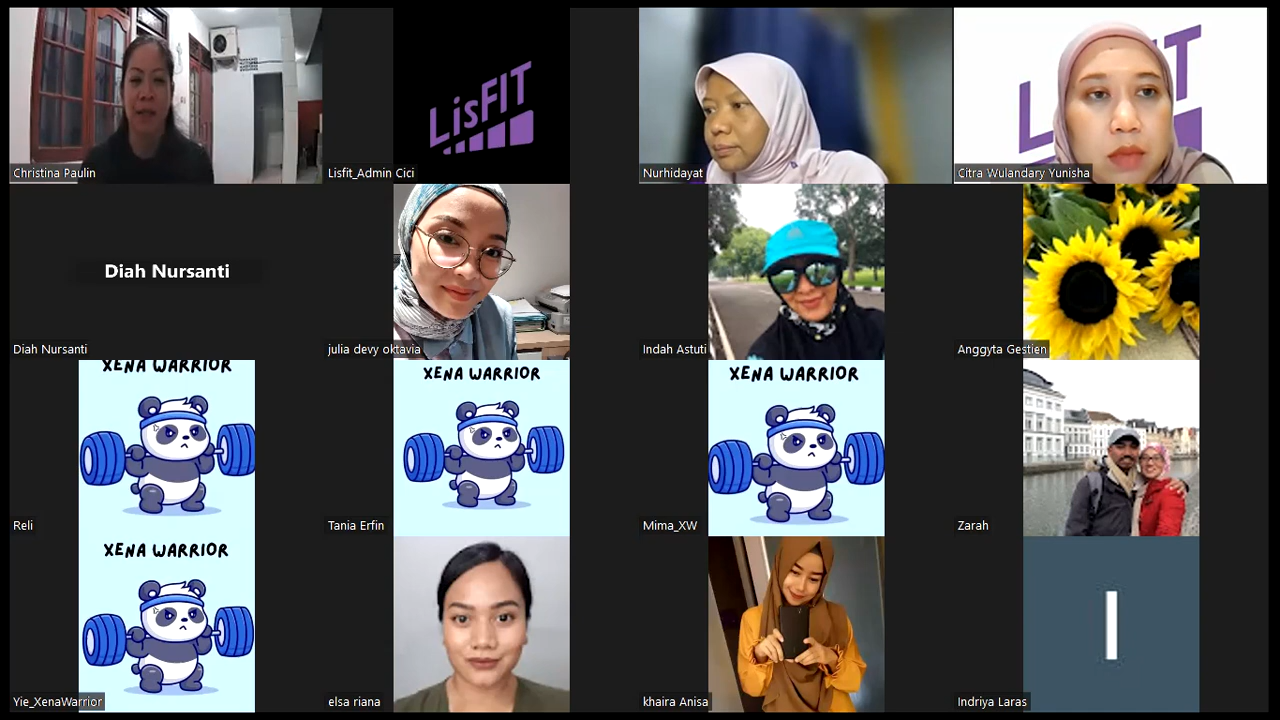 Christina Paulin
LisFIT
Lisfit_Admin Cici
Nurhidayat
L
IT
Citra Wulandary Yunisha
Diah Nursanti
Diah Nursanti
julia devy oktavia
Indah Astuti
Anggyta Gestien
XENA WARRIOR
Reli
XENA WARRIOR
Tania Erfin
XENA WARRIOR
Mima_XW
Zarah
XENA WARRIOR
Yie_XenaWarrior
elsa riana
khaira Anisa
I
Indriya Laras